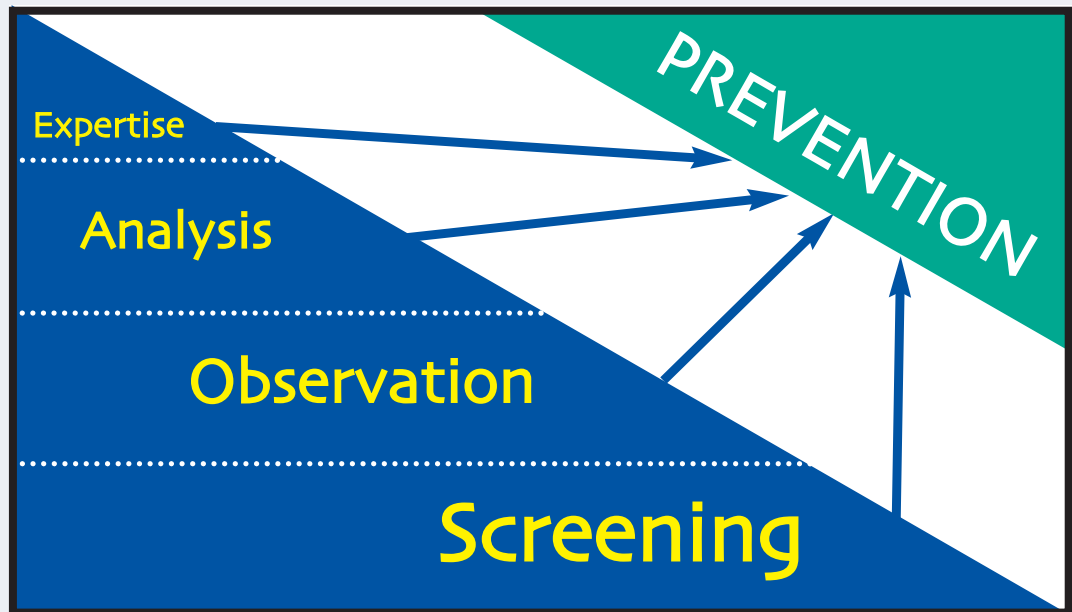 PREVENTION
Expertise
Analysis
Observation
Screening